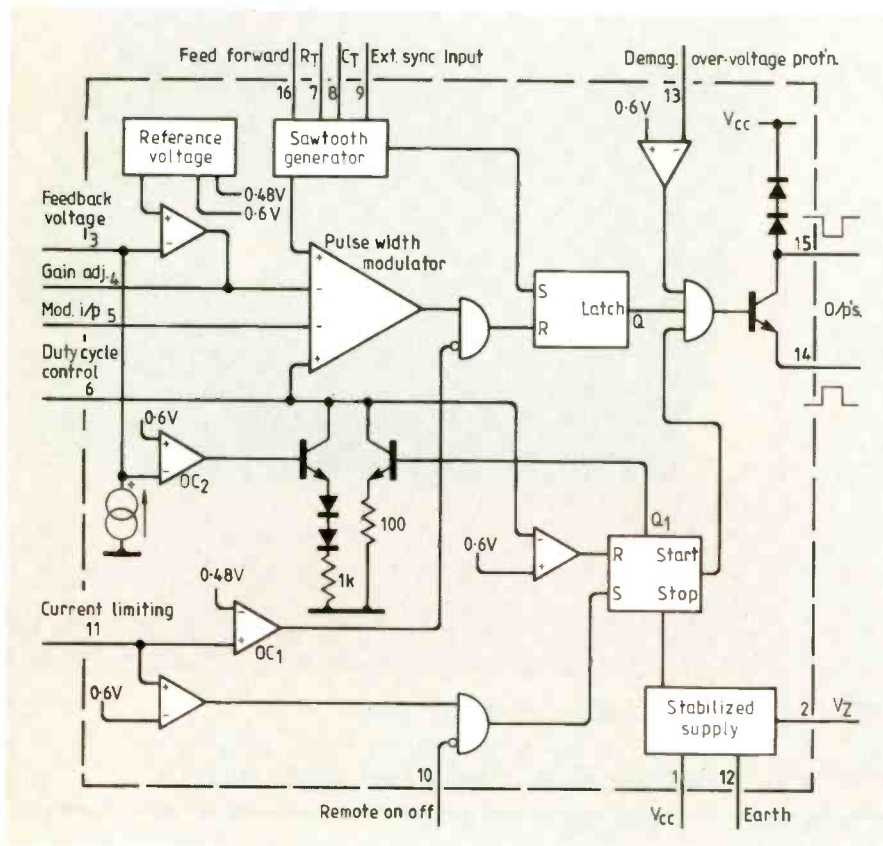 Feed forward
RT
CT
Ext. sync input
Demag. over-voltage prot'n.
16
7
8
9
13
0·6V
Vcc
Reference
voltage
Sawtooth
generator
0·48V
0·6V
Feedback
voltage
3
Gain adj. 4
Mod. i/p 5
Duty cycle
control
6
Pulse width
modulator
+
-
+
-
-
+
+
-
S
R
Latch
Q
15
O/p's.
14
0·6V
+
-
OC2
100
1k
0·48V
-
+
OC1
0·6V
-
+
Q1
R
Start
S
Stop
Current limiting
11
0·6V
+
-
10
Remote on off
Stabilized
supply
2
VZ
1
12
Vcc
Earth